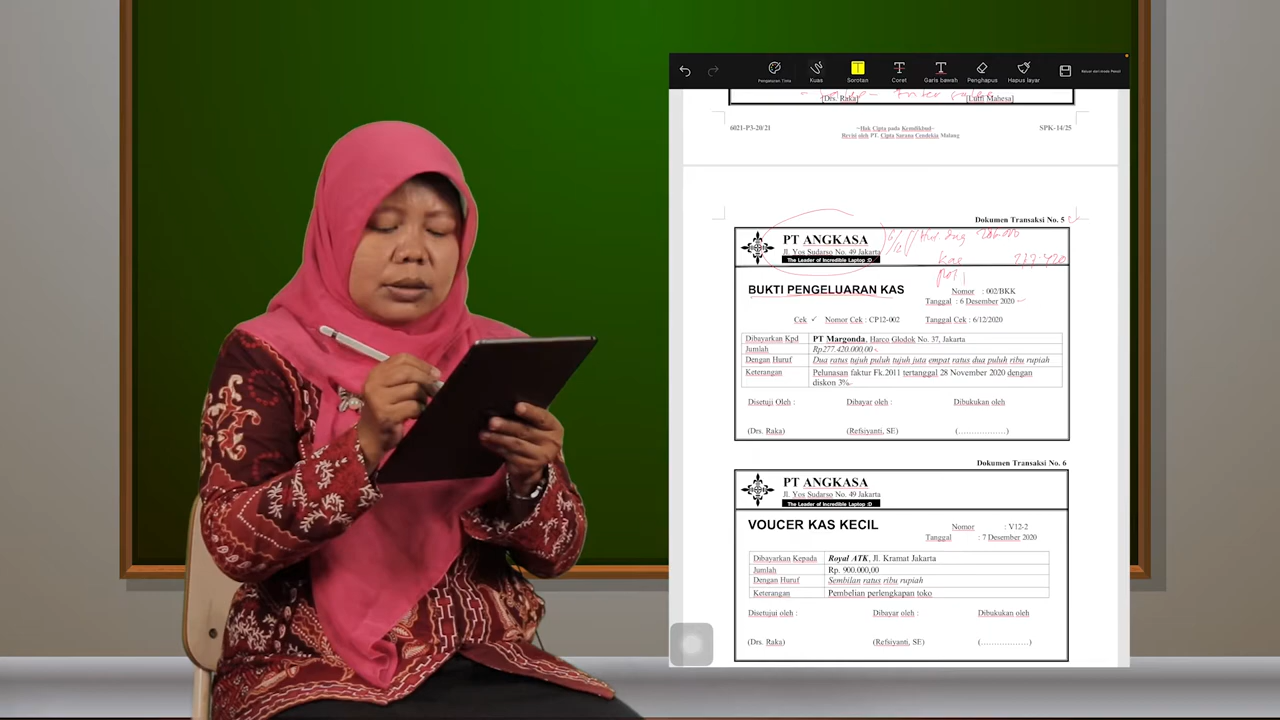 Pengaturan Tinta
Kuas
Sorotan
Coret
Garis bawah
Penghapus
Hapus layar
[Drs. Raka]
[Lutfi Mahesa]
6021-P3-20/21
~Hak Cipta pada Kemdikbud~
Revisi oleh PT. Cipta Sarana Cendekia Malang
SPK-14/25
Dokumen Transaksi No. 5
PT ANGKASA
Jl. Yos Sudarso No. 49 Jakarta
The Leader of Incredible Laptop :D
6/12
kas 277.420
BUKTI PENGELUARAN KAS
Nomor : 002/BKK
Tanggal : 6 Desember 2020
Cek ✓ Nomor Cek : CP12-002 Tanggal Cek : 6/12/2020
Dibayarkan Kpd PT Margonda, Harco Glodok No. 37, Jakarta
Jumlah Rp277.420.000,00
Dengan Huruf Dua ratus tujuh puluh tujuh juta empat ratus dua puluh ribu rupiah
Keterangan Pelunasan faktur Fk.2011 tertanggal 28 November 2020 dengan
diskon 3%.
Disetuji Oleh : Dibayar oleh : Dibukukan oleh
(Drs. Raka) (Refsiyanti, SE) (..................)
Dokumen Transaksi No. 6
PT ANGKASA
Jl. Yos Sudarso No. 49 Jakarta
The Leader of Incredible Laptop :D
VOUCER KAS KECIL
Nomor : V12-2
Tanggal : 7 Desember 2020
Dibayarkan Kepada Royal ATK, Jl. Kramat Jakarta
Jumlah Rp. 900.000,00
Dengan Huruf Sembilan ratus ribu rupiah
Keterangan Pembelian perlengkapan toko
Disetujui oleh : Dibayar oleh : Dibukukan oleh
(Drs. Raka) (Refsiyanti, SE) (..................)